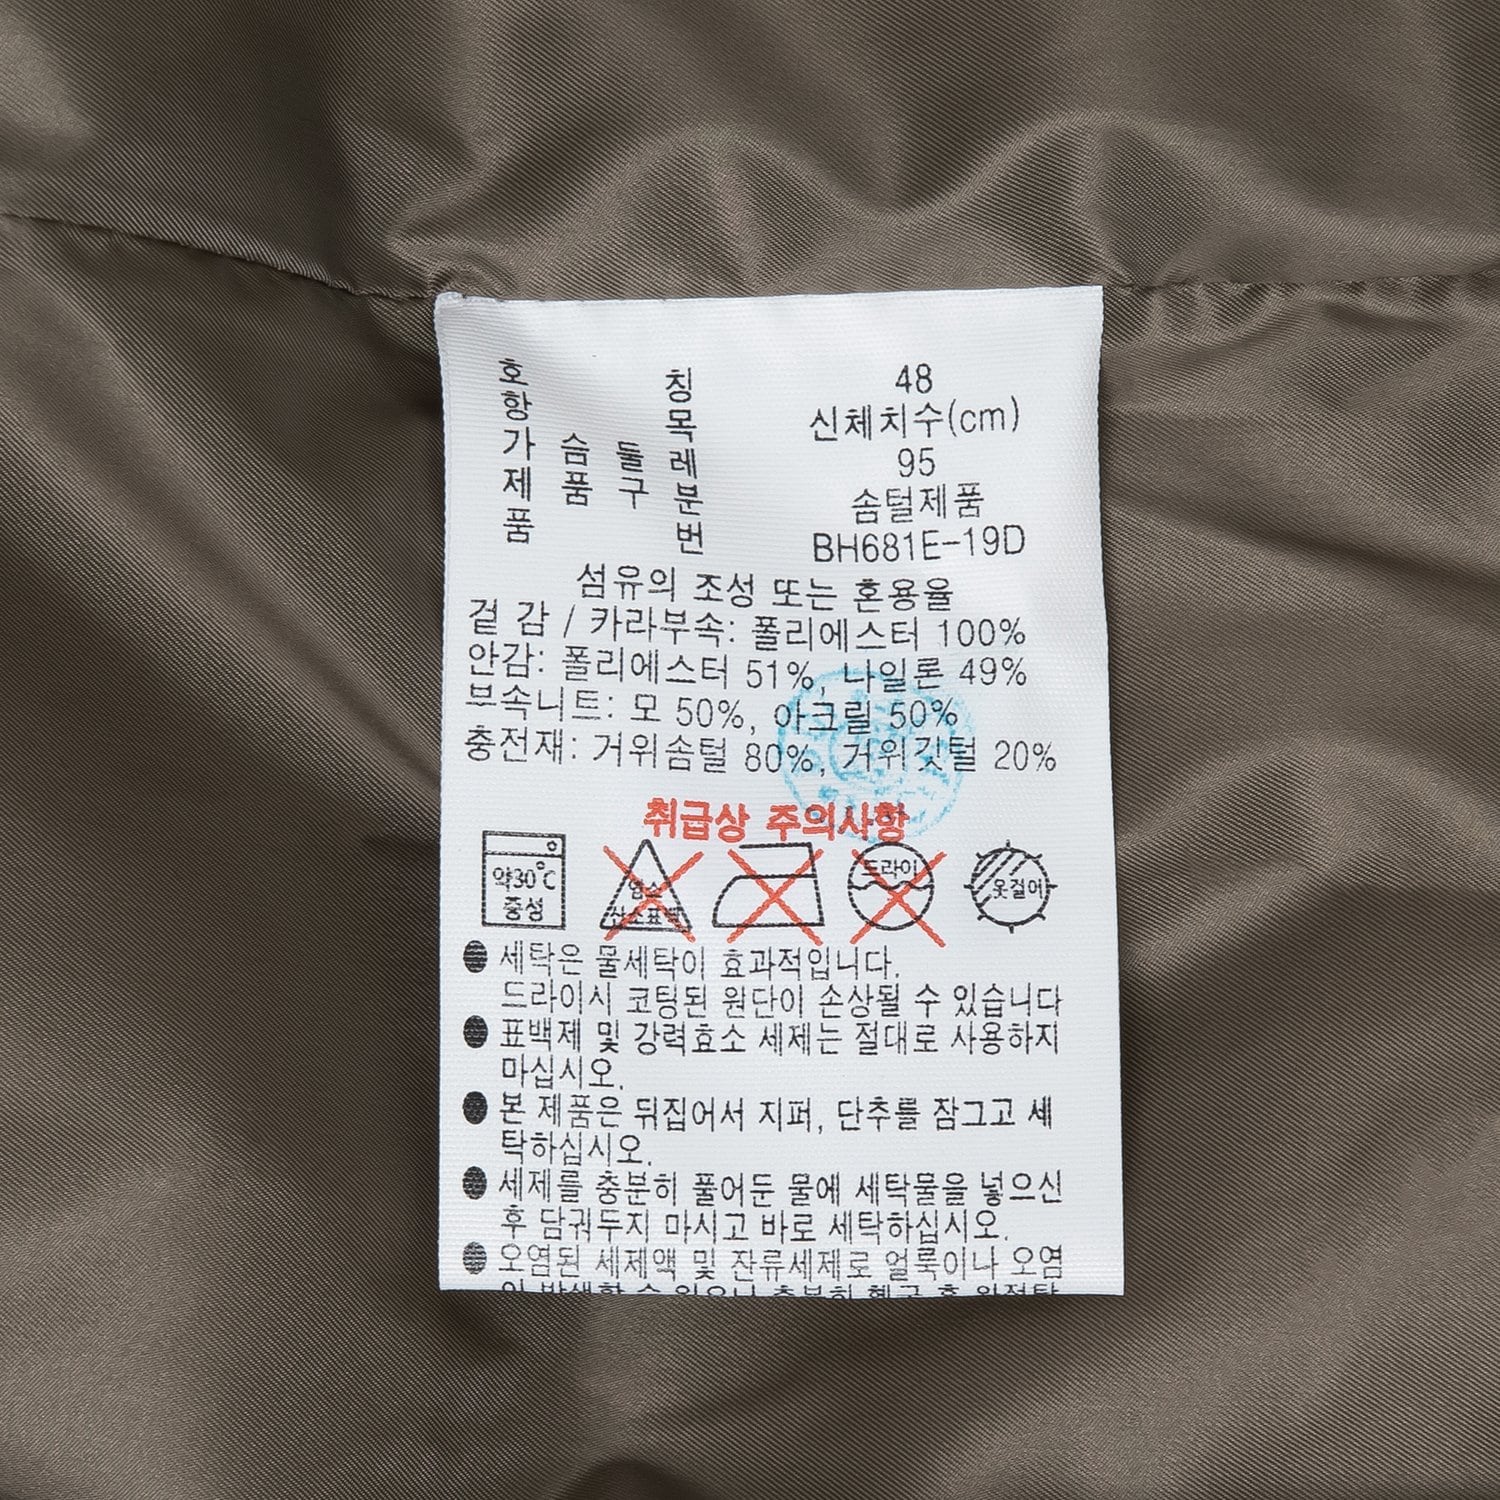 호 칭 48
항 목 신체치수(cm)
가 슴 둘 레 95
제 품 구 분 솜털제품
품 번 BH681E-19D
섬유의 조성 또는 혼용율
겉 감 / 카라부속: 폴리에스터 100%
안감: 폴리에스터 51%, 나일론 49%
부속니트: 모 50%, 아크릴 50%
충전재: 거위솜털 80%, 거위깃털 20%
취급상 주의사항
약30℃
중성
염소
산소표백
드라이
옷걸이
● 세탁은 물세탁이 효과적입니다.
드라이시 코팅된 원단이 손상될 수 있습니다
● 표백제 및 강력효소 세제는 절대로 사용하지
마십시오.
● 본 제품은 뒤집어서 지퍼, 단추를 잠그고 세
탁하십시오.
● 세제를 충분히 풀어둔 물에 세탁물을 넣으신
후 담궈두지 마시고 바로 세탁하십시오.
● 오염된 세제액 및 잔류세제로 얼룩이나 오염